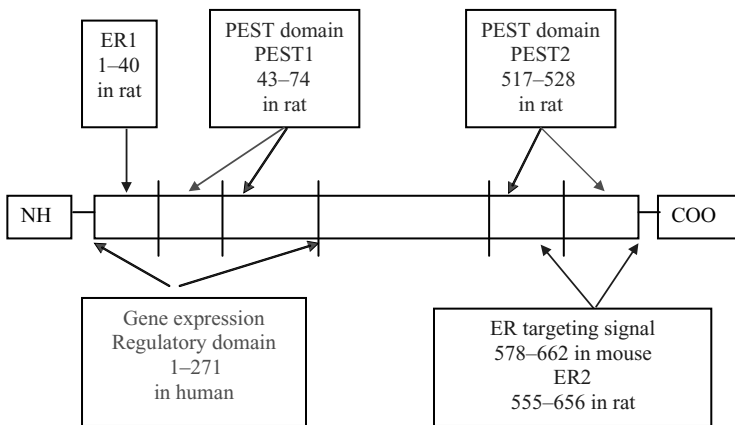 ER1
1–40
in rat
PEST domain
PEST1
43–74
in rat
PEST domain
PEST2
517–528
in rat
NH
COO
Gene expression
Regulatory domain
1–271
in human
ER targeting signal
578–662 in mouse
ER2
555–656 in rat